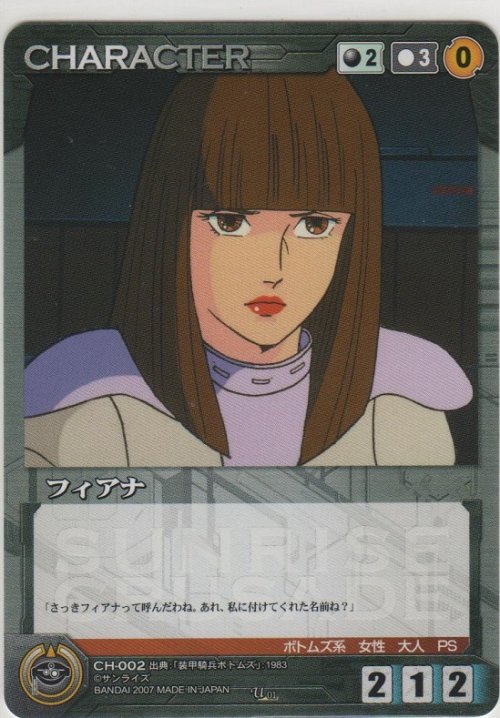 CHARACTER 2 3 0
フィアナ
SUNRISE
CRUSADE
「さっきフィアナって呼んだわね。あれ、私に付けてくれた名前ね？」
ボトムズ系 女性 大人 PS
CH-002 出典:「装甲騎兵ボトムズ」:1983
©サンライズ
BANDAI 2007 MADE IN JAPAN U 01
2 1 2